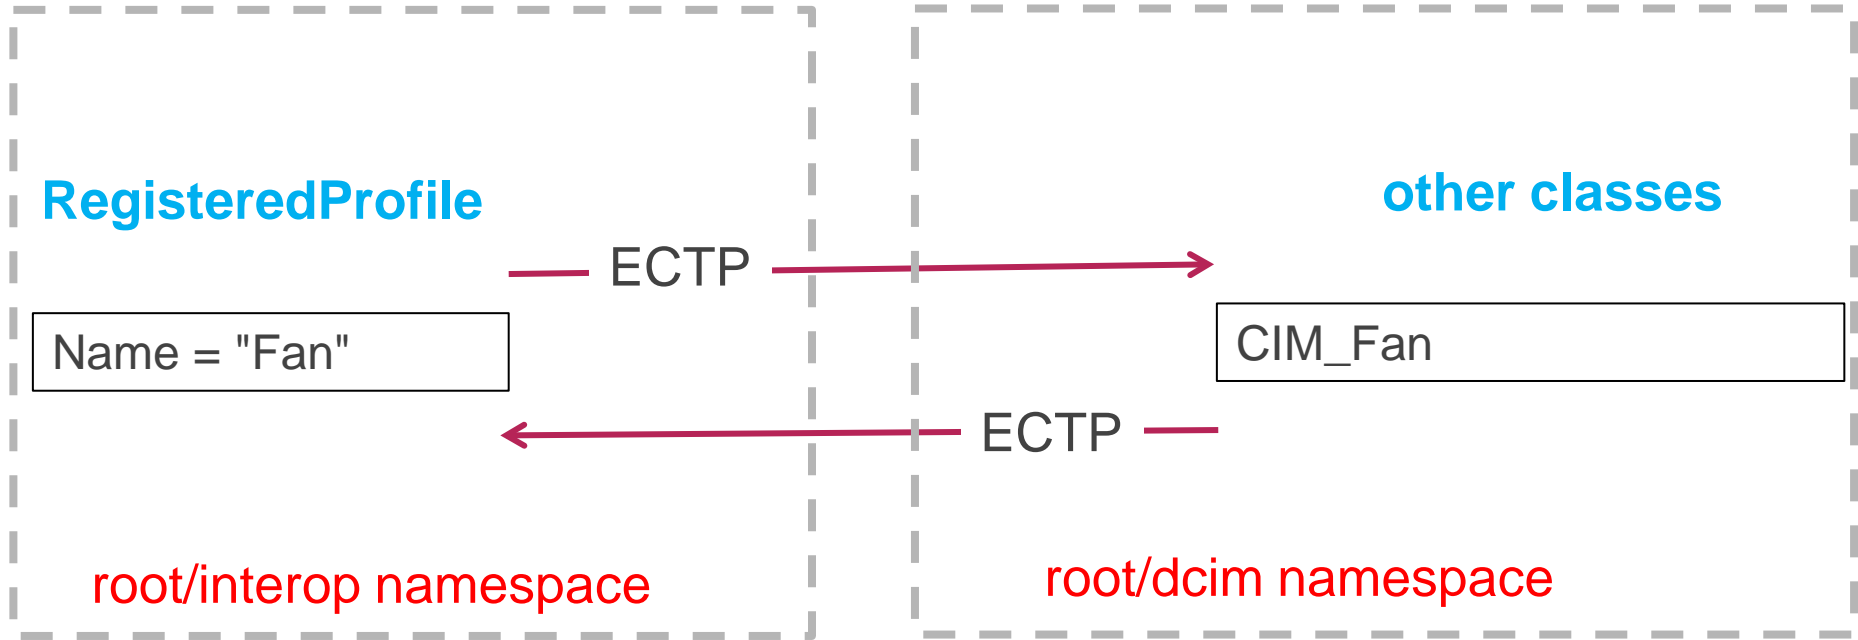 RegisteredProfile
other classes
ECTP
Name = "Fan"
CIM_Fan
ECTP
root/interop namespace
root/dcim namespace